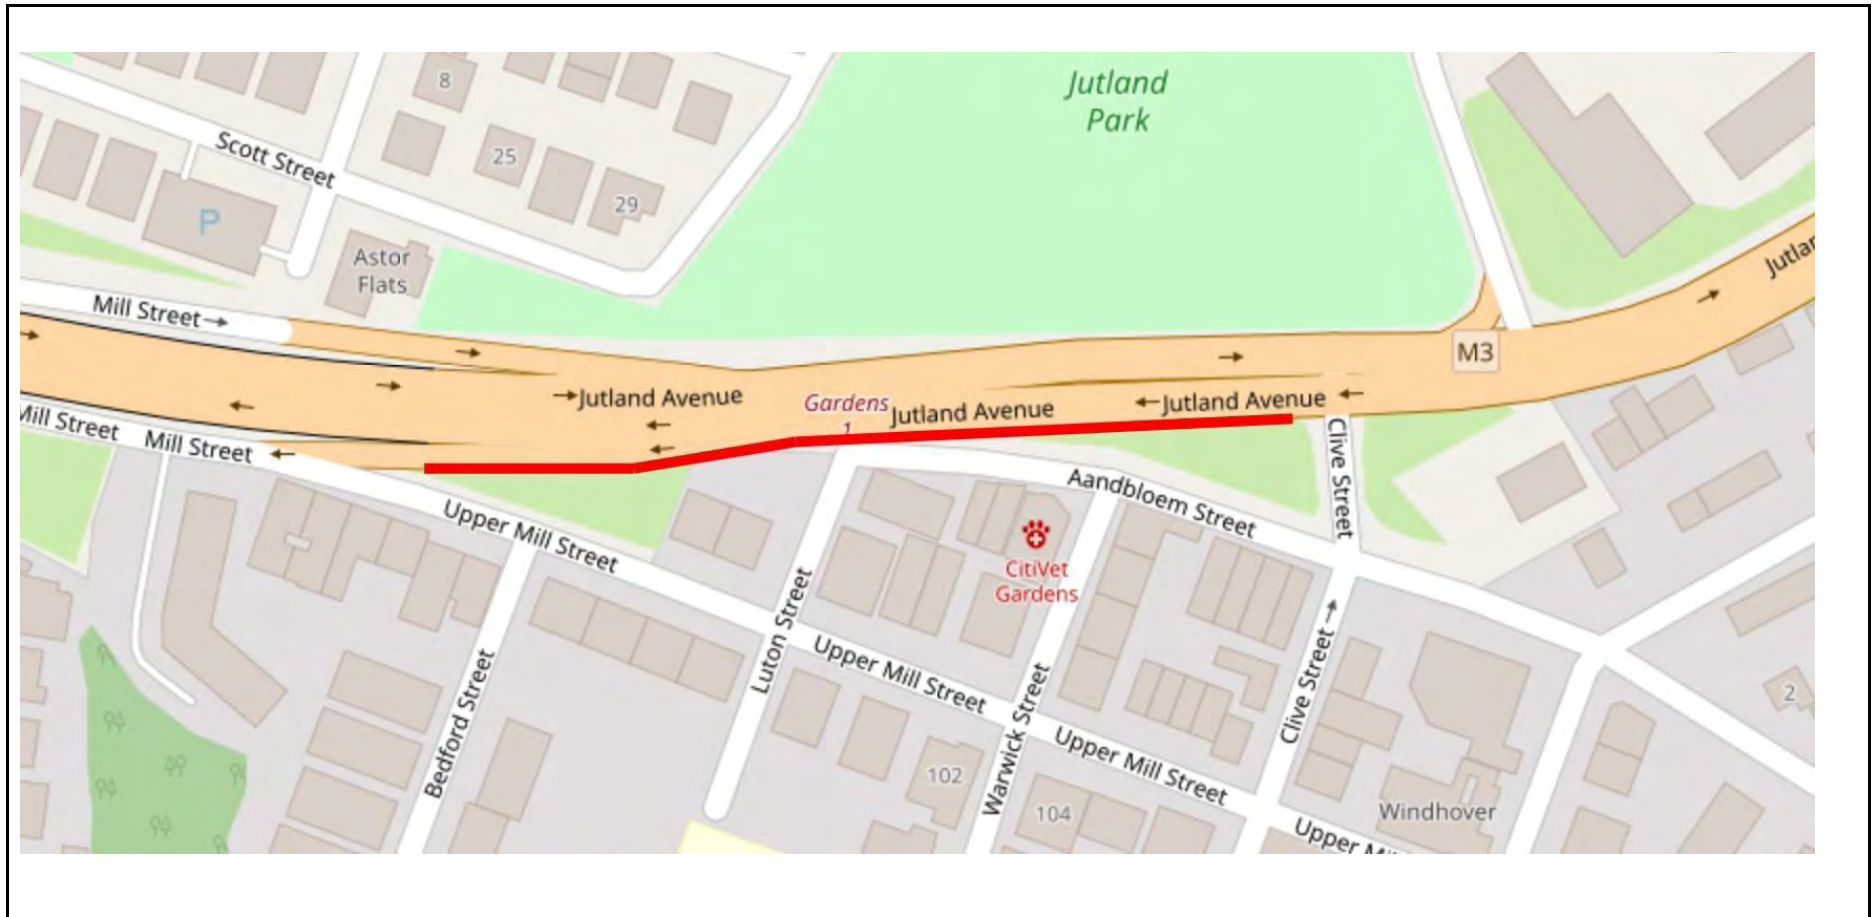 Jutland
Park
8
25
29
Scott Street
P
Astor
Flats
Mill Street
Jutland Avenue
Gardens
1
Jutland Avenue
Jutland Avenue
M3
Jutlan
Mill Street
Mill Street
Upper Mill Street
Aandbloem Street
Clive Street
CitiVet
Gardens
Luton Street
Bedford Street
Upper Mill Street
Warwick Street
Clive Street
Upper Mill Street
102
104
Windhover
2
Upper Mi